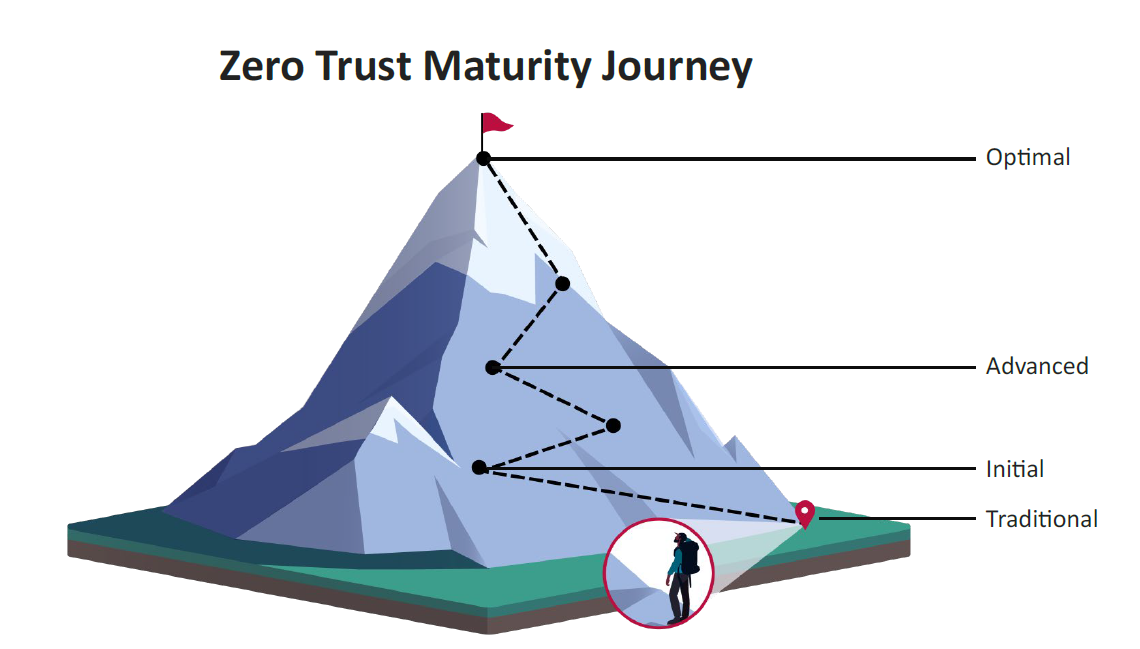 Zero Trust Maturity Journey
Optimal
Advanced
Initial
Traditional